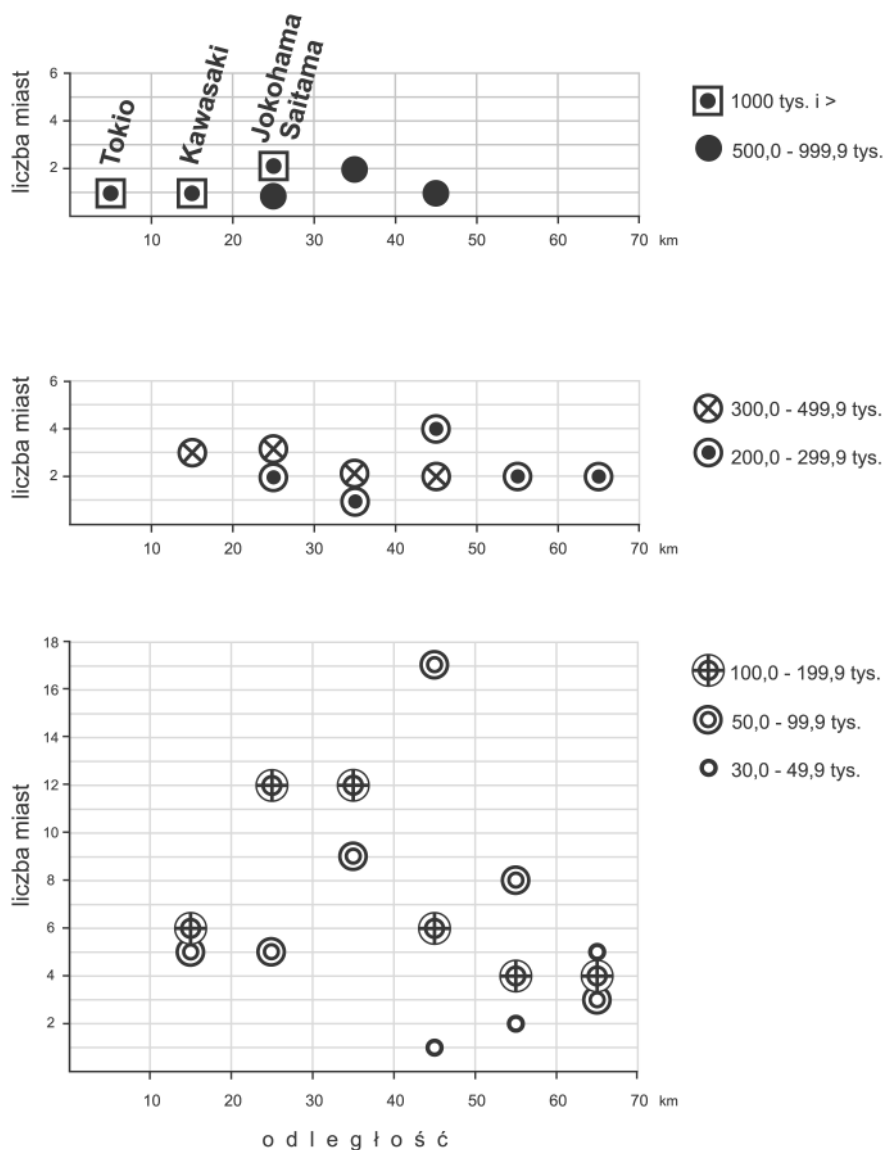 Tokio
Kawasaki
Jokohama
Saitama
liczba miast
6
4
2
10 20 30 40 50 60 70 km
1000 tys. i >
500,0 - 999,9 tys.
liczba miast
6
4
2
10 20 30 40 50 60 70 km
300,0 - 499,9 tys.
200,0 - 299,9 tys.
liczba miast
18
16
14
12
10
8
6
4
2
10 20 30 40 50 60 70 km
odległość
100,0 - 199,9 tys.
50,0 - 99,9 tys.
30,0 - 49,9 tys.